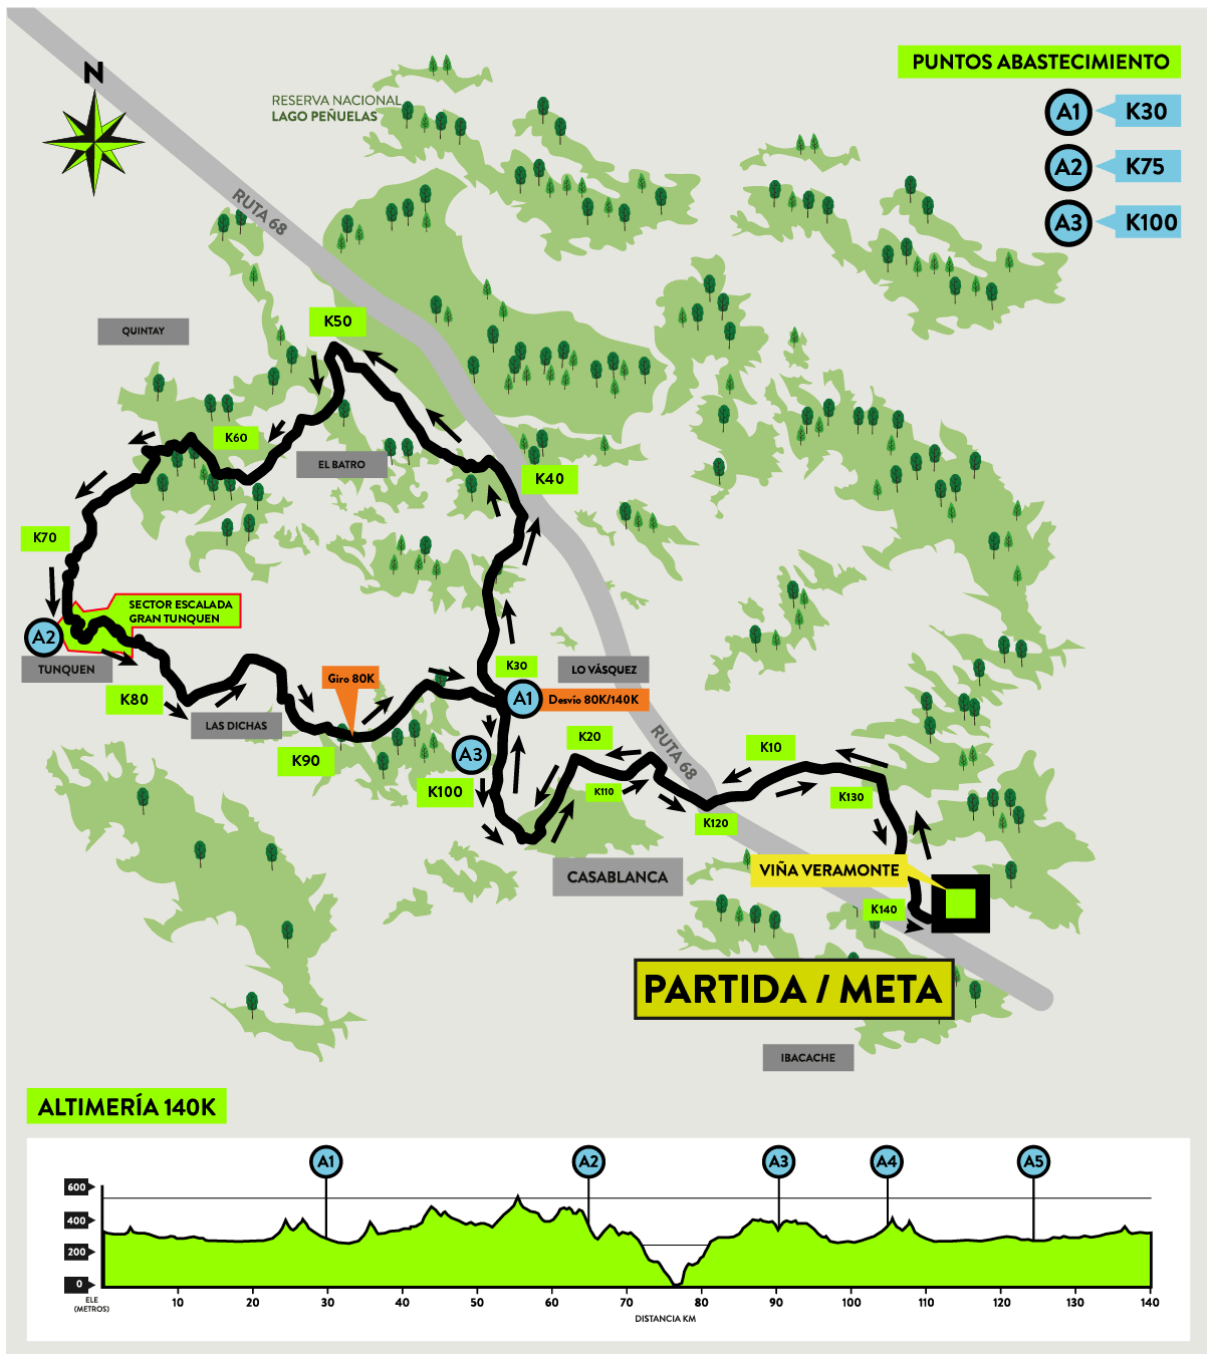 PUNTOS ABASTECIMIENTO
A1 K30
A2 K75
A3 K100
N
RESERVA NACIONAL
LAGO PEÑUELAS
RUTA 68
QUINTAY
K50
K60
EL BATRO
K40
K70
SECTOR ESCALADA
GRAN TUNQUEN
A2
TUNQUEN
K80
LAS DICHAS
Giro 80K
K90
K30
LO VÁSQUEZ
A1
Desvío 80K/140K
A3
K100
K20
RUTA 68
K10
K110
K130
K120
CASABLANCA
VIÑA VERAMONTE
K140
PARTIDA / META
IBACACHE
ALTIMERÍA 140K
A1 A2 A3 A4 A5
600
400
200
0
ELE
(METROS)
10 20 30 40 50 60 70 80 90 100 110 120 130 140
DISTANCIA KM